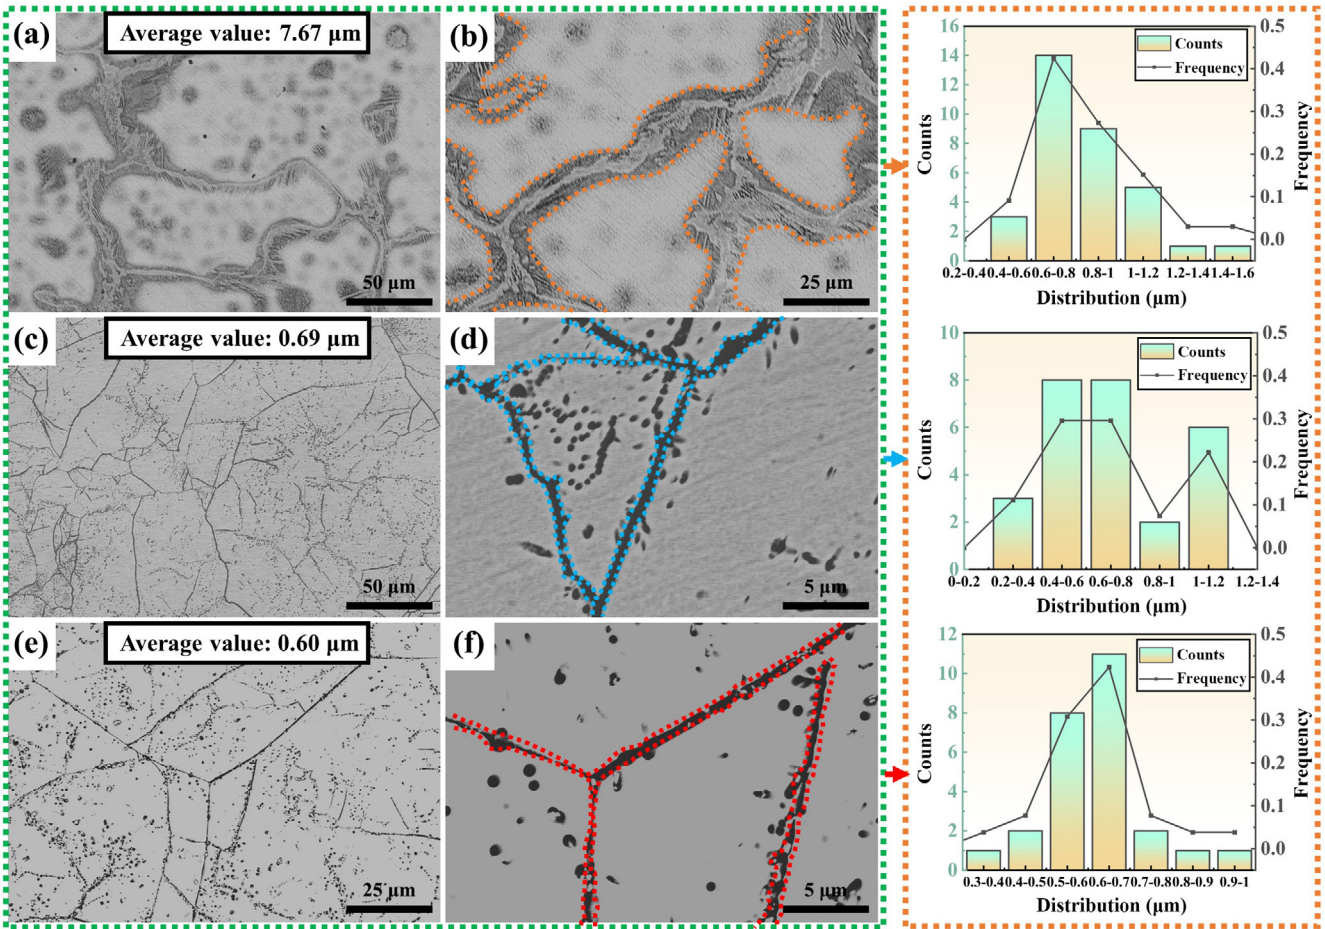 (a)
Average value: 7.67 μm
50 μm
(b)
25 μm
16
14
12
10
8
6
4
2
0
Counts
0.5
0.4
0.3
0.2
0.1
0.0
Frequency
Counts
Frequency
0.2-0.4
0.4-0.6
0.6-0.8
0.8-1
1-1.2
1.2-1.4
1.4-1.6
Distribution (μm)
(c)
Average value: 0.69 μm
50 μm
(d)
5 μm
10
8
6
4
2
0
Counts
0.5
0.4
0.3
0.2
0.1
0.0
Frequency
Counts
Frequency
0-0.2
0.2-0.4
0.4-0.6
0.6-0.8
0.8-1
1-1.2
1.2-1.4
Distribution (μm)
(e)
Average value: 0.60 μm
25 μm
(f)
5 μm
12
10
8
6
4
2
0
Counts
0.5
0.4
0.3
0.2
0.1
0.0
Frequency
Counts
Frequency
0.3-0.4
0.4-0.5
0.5-0.6
0.6-0.7
0.7-0.8
0.8-0.9
0.9-1
Distribution (μm)